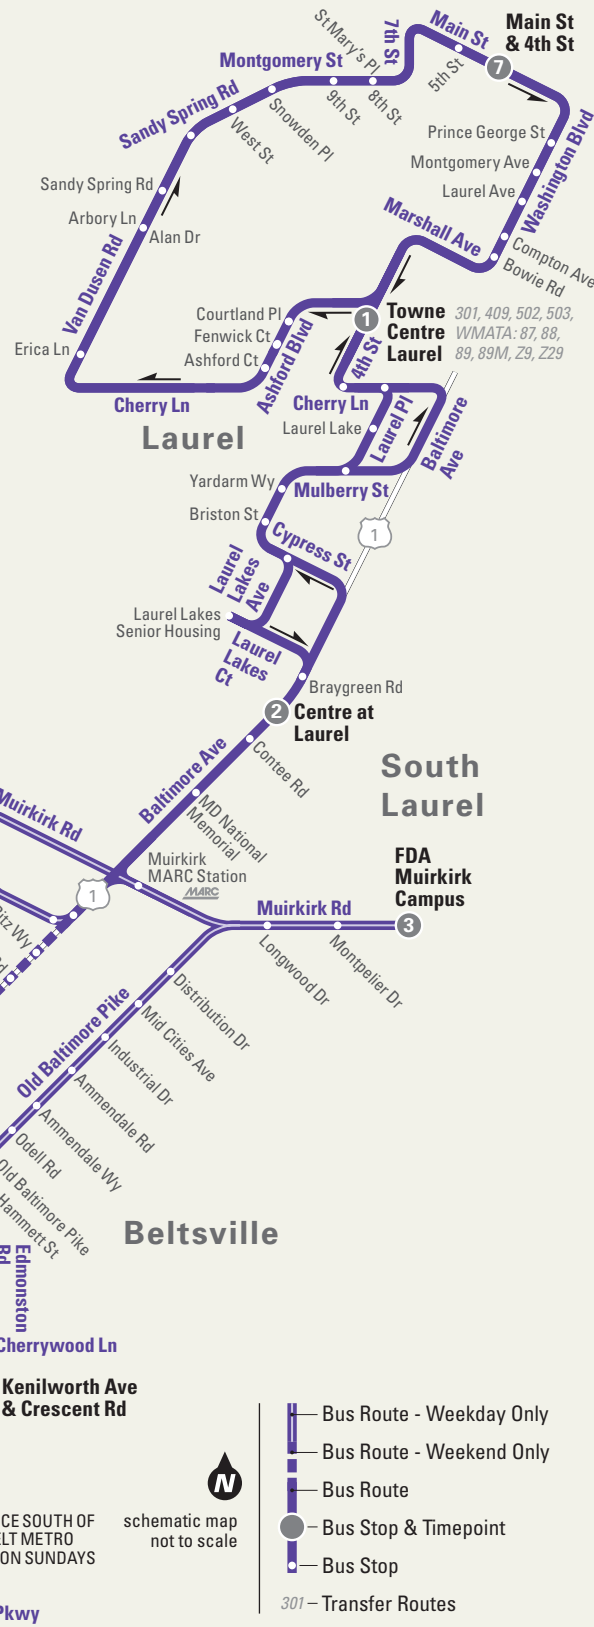 Main St
& 4th St
Main St
7th St
St Mary's Pl
5th St
7
Montgomery St
8th St
9th St
Sandy Spring Rd
Snowden Pl
West St
Prince George St
Montgomery Ave
Laurel Ave
Washington Blvd
Compton Ave
Bowie Rd
Marshall Ave
Sandy Spring Rd
Arbory Ln
Alan Dr
Van Dusen Rd
Erica Ln
Courtland Pl
Fenwick Ct
Ashford Ct
Ashford Blvd
Cherry Ln
1
Towne
Centre
Laurel
301, 409, 502, 503,
WMATA: 87, 88,
89, 89M, Z9, Z29
4th St
Cherry Ln
Laurel
Laurel Lake
Laurel Pl
Baltimore
Ave
Yardarm Wy
Mulberry St
Briston St
1
Cypress St
Laurel
Lakes
Ave
Laurel Lakes
Senior Housing
Laurel
Lakes
Ct
Braygreen Rd
2
Centre at
Laurel
Contee Rd
Baltimore Ave
South
Laurel
MD National
Memorial
Muirkirk Rd
Muirkirk
MARC Station
MARC
1
FDA
Muirkirk
Campus
Muirkirk Rd
3
Longwood Dr
Montpelier Dr
itz Wy
d
Distribution Dr
Mid Cities Ave
Industrial Dr
Old Baltimore Pike
Ammendale Rd
Ammendale Wy
Odell Rd
Old Baltimore Pike
Hammett St
Beltsville
Edmonston
Rd
Cherrywood Ln
Kenilworth Ave
& Crescent Rd
N
schematic map
not to scale
CE SOUTH OF
ELT METRO
ON SUNDAYS
Pkwy
Bus Route - Weekday Only
Bus Route - Weekend Only
Bus Route
Bus Stop & Timepoint
Bus Stop
301 – Transfer Routes